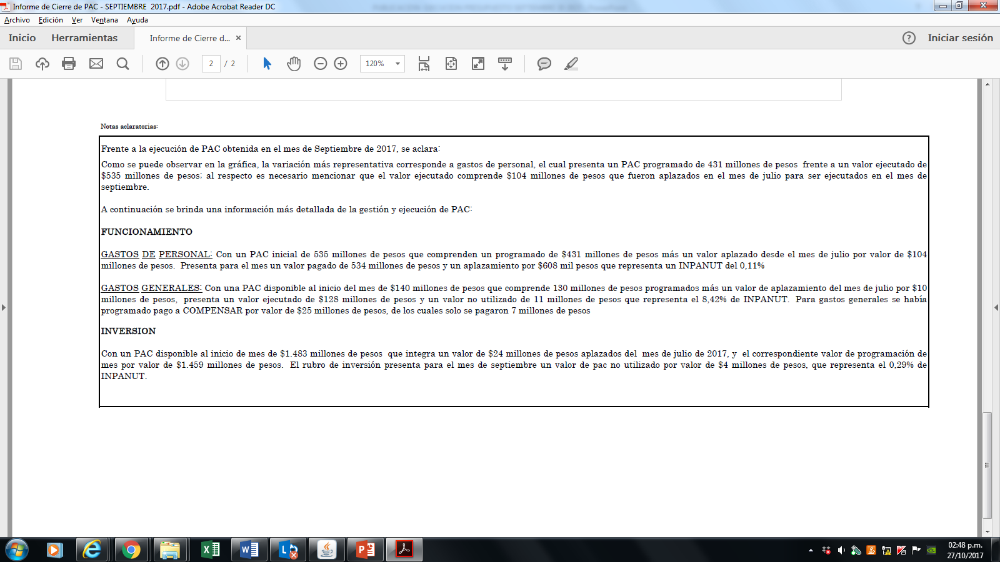 Informe de Cierre de PAC - SEPTIEMBRE  2017.pdf - Adobe Acrobat Reader DC
Archivo Edición Ver Ventana Ayuda
Inicio Herramientas Informe de Cierre d... × ? Iniciar sesión
2 / 2 120%
Notas aclaratorias:
Frente a la ejecución de PAC obtenida en el mes de Septiembre de 2017, se aclara:
Como se puede observar en la gráfica, la variación más representativa corresponde a gastos de personal, el cual presenta un PAC programado de 431 millones de pesos  frente a un valor ejecutado de
$535 millones de pesos; al respecto es necesario mencionar que el valor ejecutado comprende $104 millones de pesos que fueron aplazados en el mes de julio para ser ejecutados en el mes de
septiembre.
A continuación se brinda una información más detallada de la gestión y ejecución de PAC:
FUNCIONAMIENTO
GASTOS DE PERSONAL: Con un PAC inicial de 535 millones de pesos que comprenden un programado de $431 millones de pesos más un valor aplazado desde el mes de julio por valor de $104
millones de pesos.  Presenta para el mes un valor pagado de 534 millones de pesos y un aplazamiento por $608 mil pesos que representa un INPANUT del 0,11%
GASTOS GENERALES: Con una PAC disponible al inicio del mes de $140 millones de pesos que comprende 130 millones de pesos programados más un valor de aplazamiento del mes de julio por $10
millones de pesos,  presenta un valor ejecutado de $128 millones de pesos y un valor no utilizado de 11 millones de pesos que representa el 8,42% de INPANUT.  Para gastos generales se había
programado pago a COMPENSAR por valor de $25 millones de pesos, de los cuales solo se pagaron 7 millones de pesos
INVERSION
Con un PAC disponible al inicio de mes de $1.483 millones de pesos  que integra un valor de $24 millones de pesos aplazados del  mes de julio de 2017, y  el correspondiente valor de programación de
mes por valor de $1.459 millones de pesos.  El rubro de inversión presenta para el mes de septiembre un valor de pac no utilizado por valor de $4 millones de pesos, que representa el 0,29% de
INPANUT.
02:48 p.m.
27/10/2017